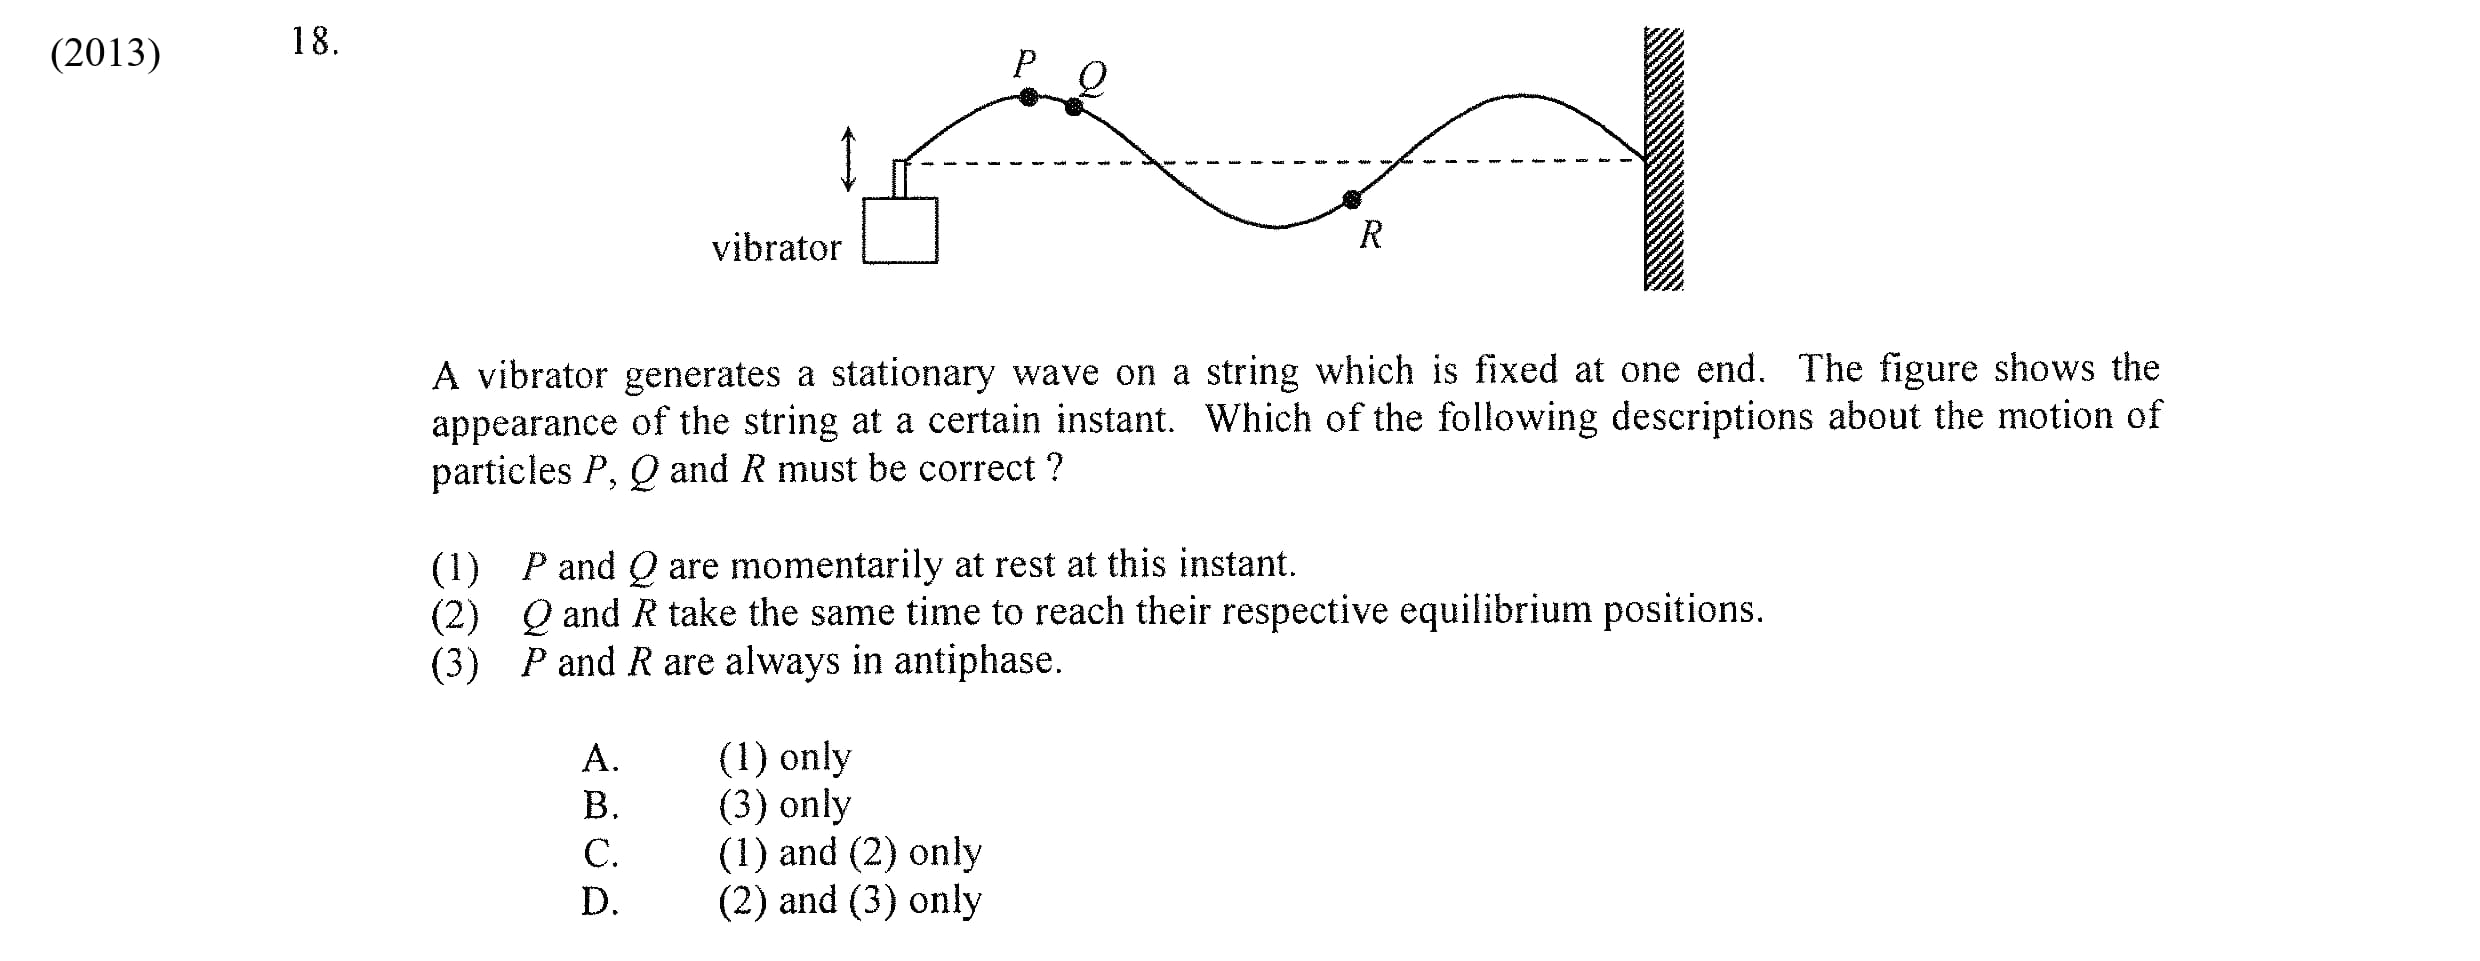 (2013)
18.
P
Q
R
vibrator
A vibrator generates a stationary wave on a string which is fixed at one end. The figure shows the
appearance of the string at a certain instant. Which of the following descriptions about the motion of
particles P, Q and R must be correct ?
(1) P and Q are momentarily at rest at this instant.
(2) Q and R take the same time to reach their respective equilibrium positions.
(3) P and R are always in antiphase.
A. (1) only
B. (3) only
C. (1) and (2) only
D. (2) and (3) only